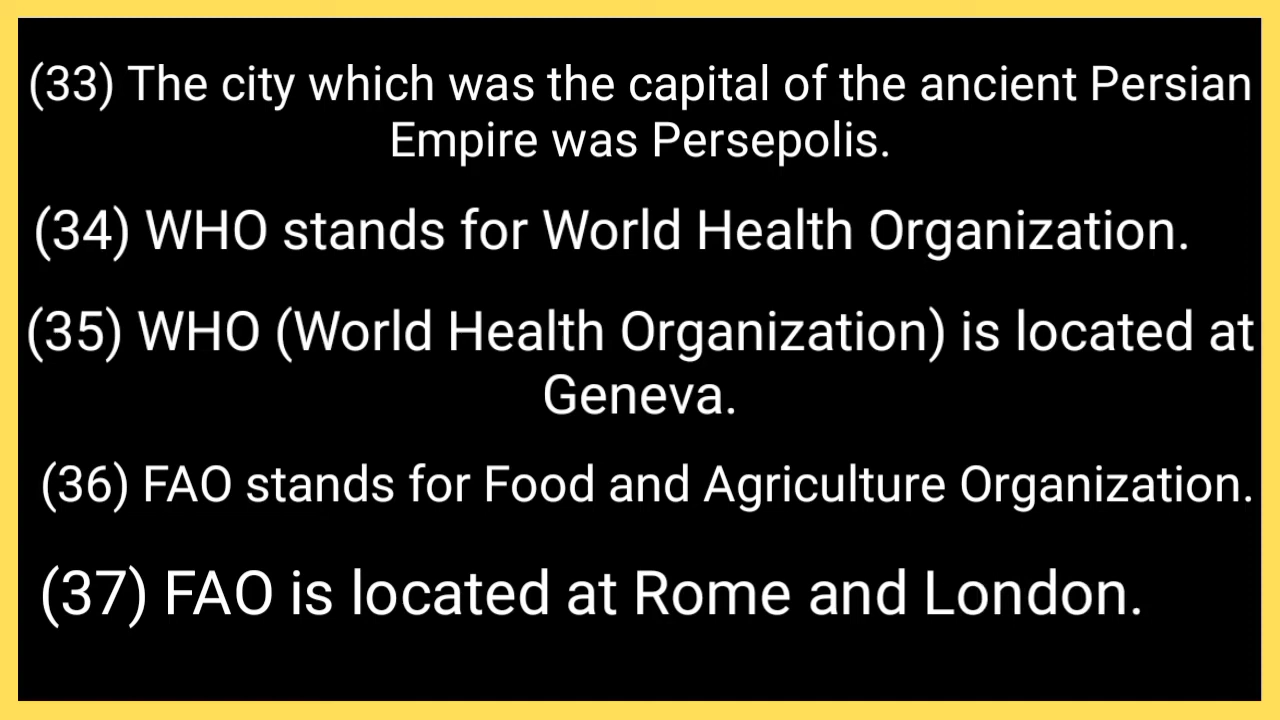 (33) The city which was the capital of the ancient Persian
Empire was Persepolis.
(34) WHO stands for World Health Organization.
(35) WHO (World Health Organization) is located at
Geneva.
(36) FAO stands for Food and Agriculture Organization.
(37) FAO is located at Rome and London.